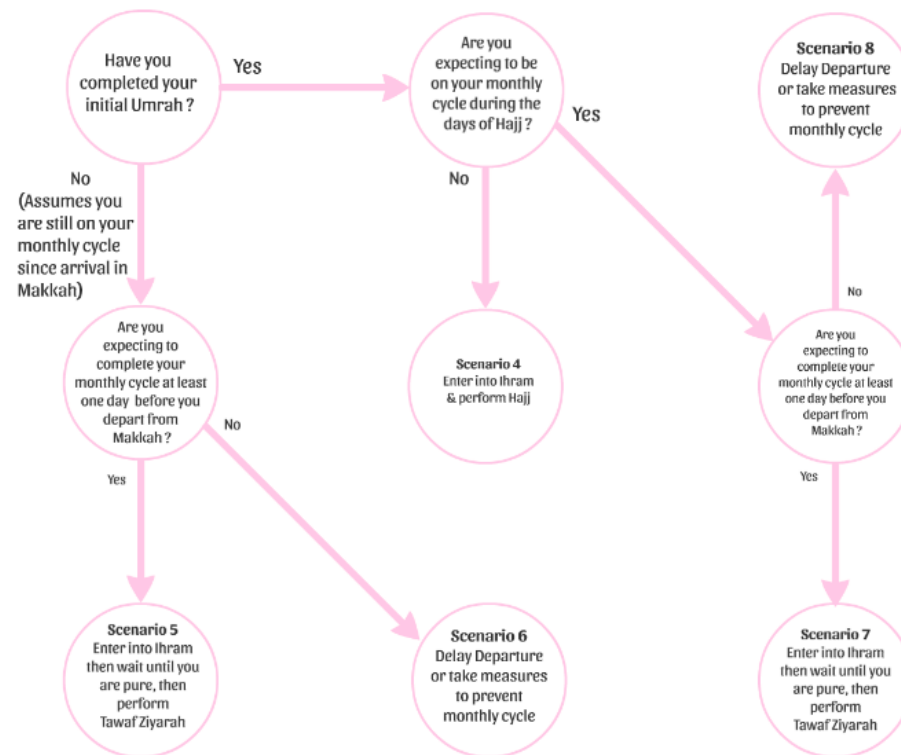 Have you
completed your
initial Umrah ?
Yes
Are you
expecting to be
on your monthly
cycle during the
days of Hajj ?
Yes
Scenario 8
Delay Departure
or take measures
to prevent
monthly cycle
No
(Assumes you
are still on your
monthly cycle
since arrival in
Makkah)
No
No
Are you
expecting to
complete your
monthly cycle at least
one day before you
depart from
Makkah ?
No
Scenario 4
Enter into Ihram
& perform Hajj
Are you
expecting to
complete your
monthly cycle at least
one day before you
depart from
Makkah ?
Yes
Yes
Scenario 5
Enter into Ihram
then wait until you
are pure, then
perform
Tawaf Ziyarah
Scenario 6
Delay Departure
or take measures
to prevent
monthly cycle
Scenario 7
Enter into Ihram
then wait until you
are pure, then
perform
Tawaf Ziyarah